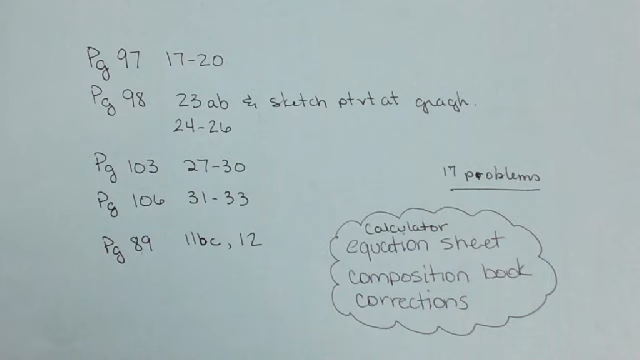 Pg 97 17-20
Pg 98 23ab & sketch pt vt at gragh.
24-26
Pg 103 27-30
Pg 106 31-33
Pg 89 11bc, 12
17 problems
calculator
equation sheet
composition book
corrections